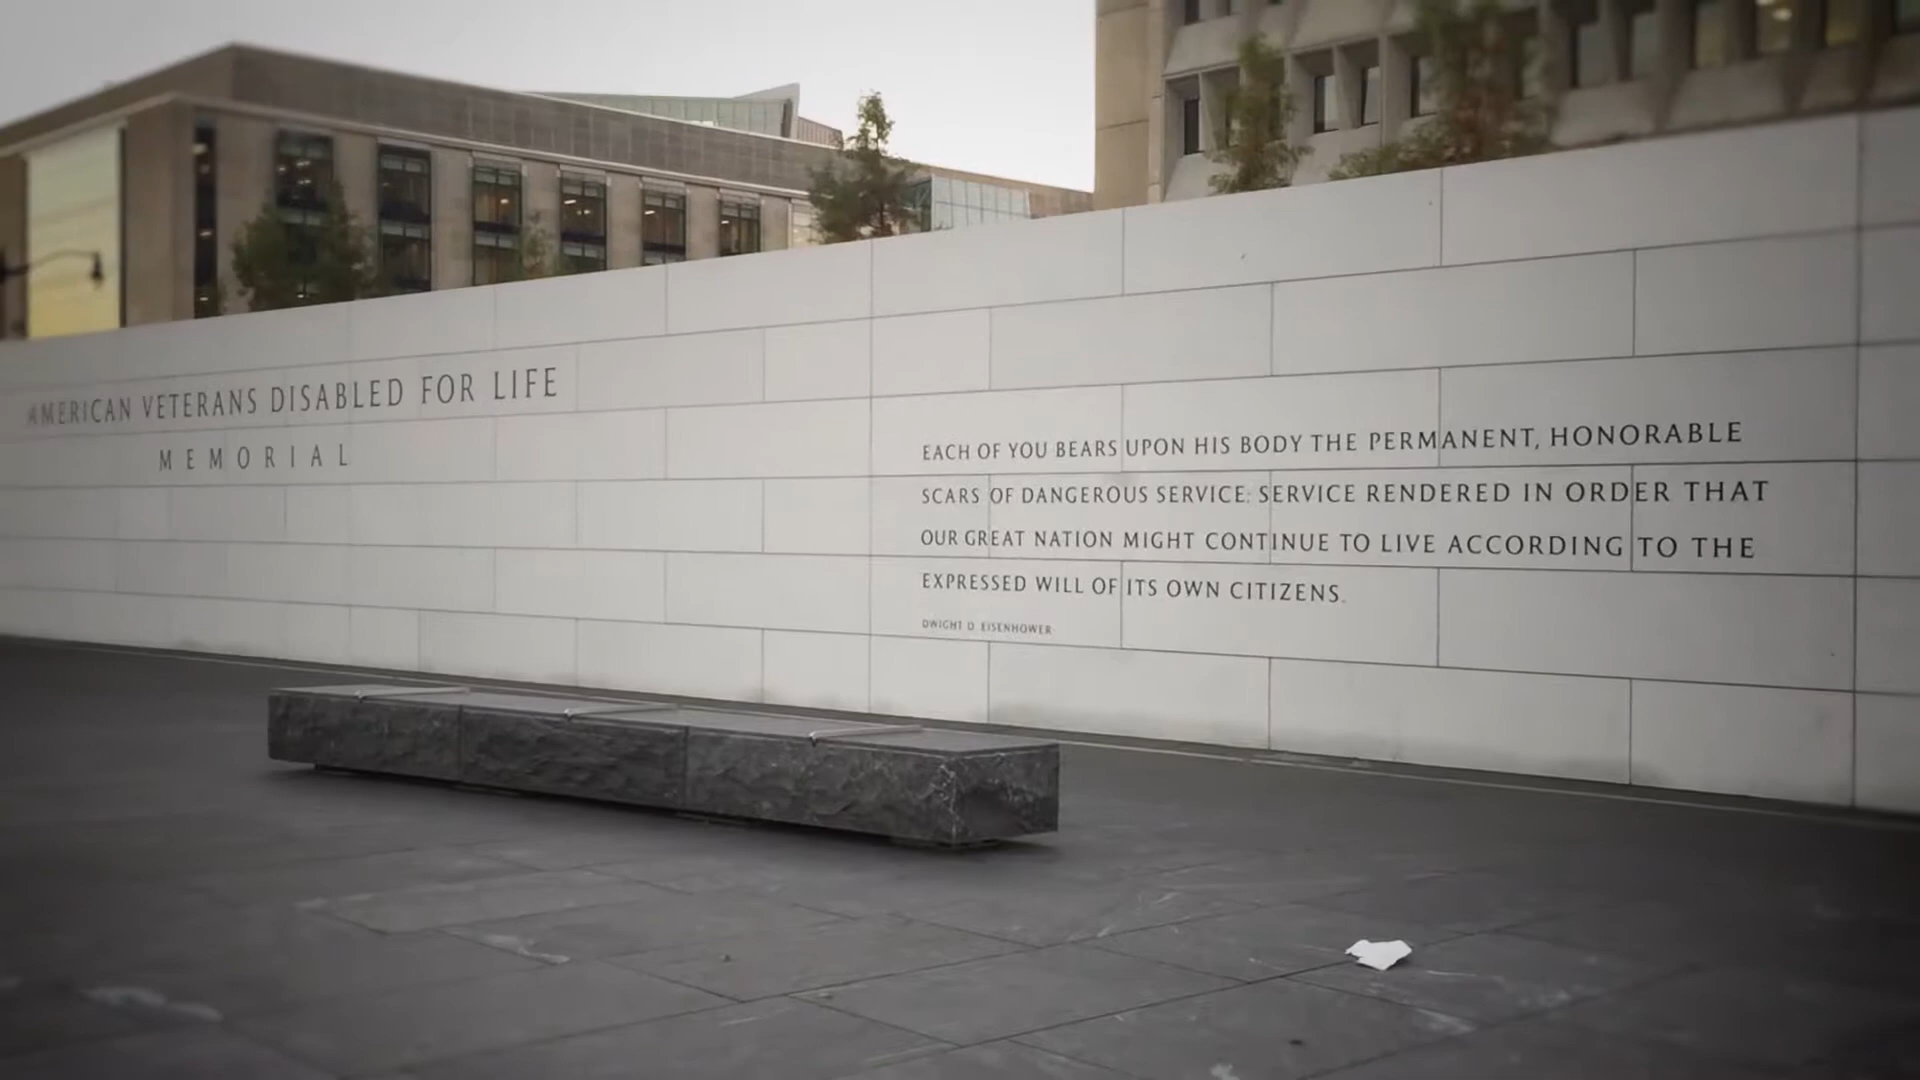 AMERICAN VETERANS DISABLED FOR LIFE
MEMORIAL
EACH OF YOU BEARS UPON HIS BODY THE PERMANENT, HONORABLE
SCARS OF DANGEROUS SERVICE: SERVICE RENDERED IN ORDER THAT
OUR GREAT NATION MIGHT CONTINUE TO LIVE ACCORDING TO THE
EXPRESSED WILL OF ITS OWN CITIZENS.
DWIGHT D. EISENHOWER